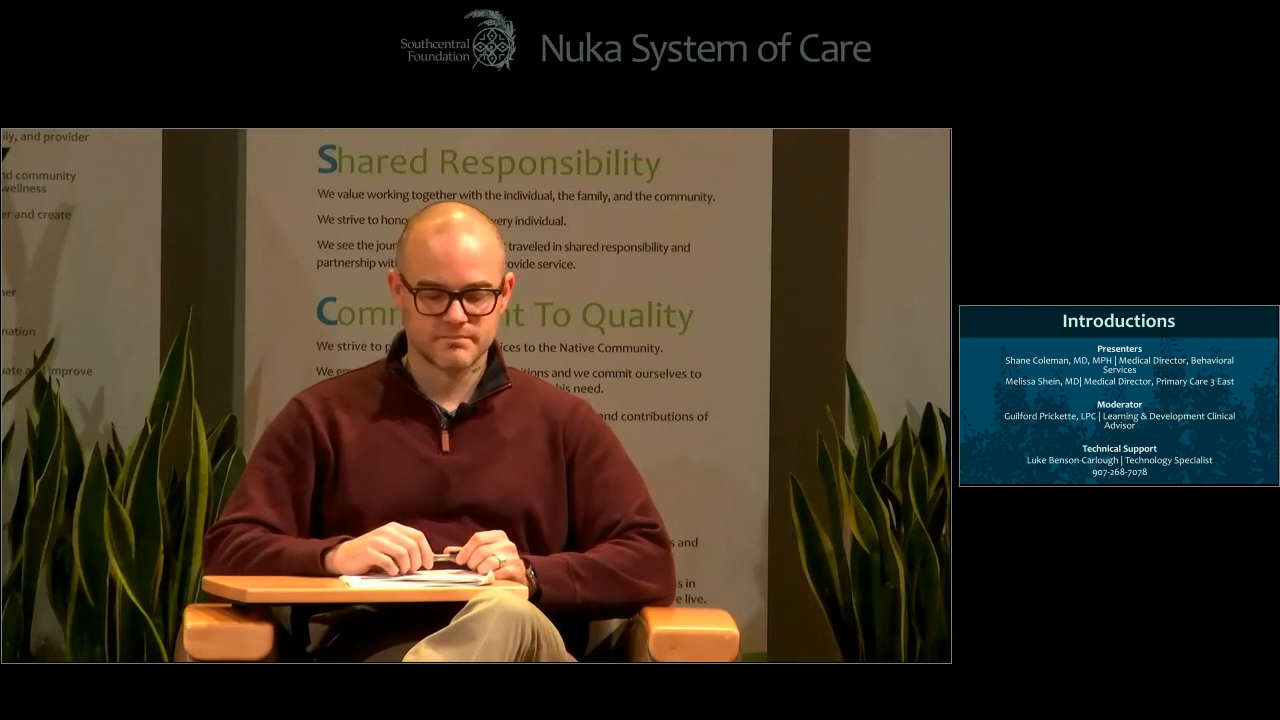 Southcentral
Foundation
Nuka System of Care
ily, and provider
nd community
wellness
er and create
nation
uate and improve
Shared Responsibility
We value working together with the individual, the family, and the community.
We strive to hono very individual.
We see the jour traveled in shared responsibility and
partnership wit ovide service.
Com t To Quality
We strive to p ices to the Native Community.
We itions and we commit ourselves to
his need.
and contributions of
s and
s in
e live.
Introductions
Presenters
Shane Coleman, MD, MPH | Medical Director, Behavioral
Services
Melissa Shein, MD| Medical Director, Primary Care 3 East
Moderator
Guilford Prickette, LPC | Learning & Development Clinical
Advisor
Technical Support
Luke Benson-Carlough | Technology Specialist
907-268-7078